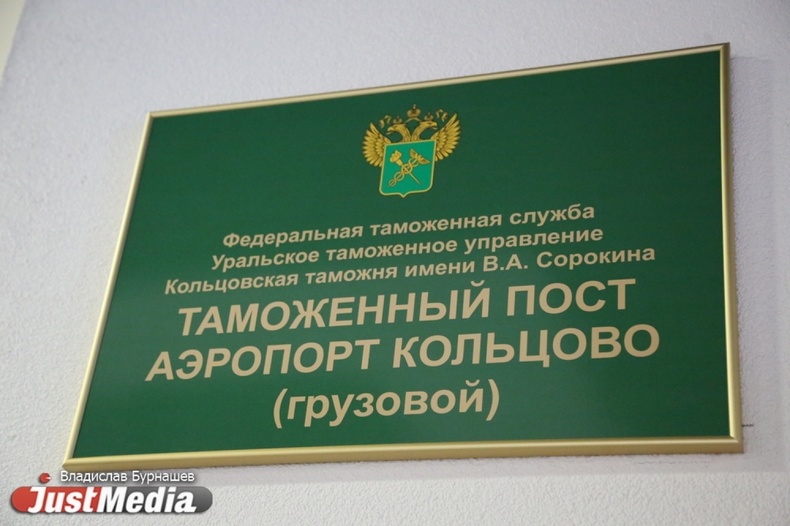 Федеральная таможенная служба
Уральское таможенное управление
Кольцовская таможня имени В.А. Сорокина
ТАМОЖЕННЫЙ ПОСТ
АЭРОПОРТ КОЛЬЦОВО
(грузовой)
Владислав Бурнашев
JustMedia